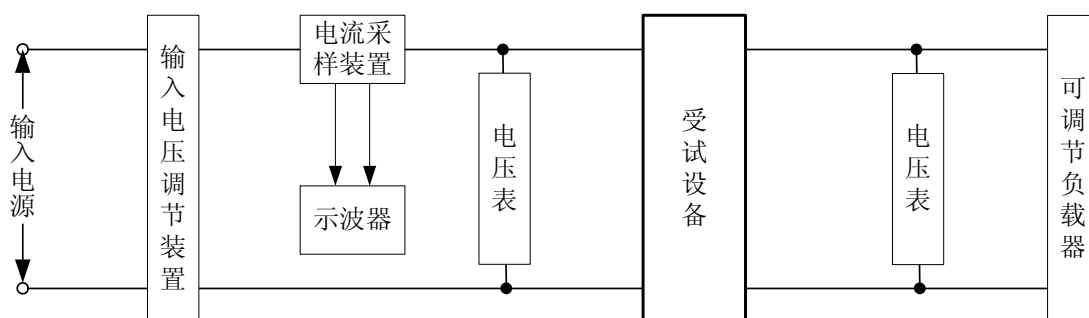 输入电源
输入电压调节装置
电流采
样装置
示波器
电压表
受试设备
电压表
可调节负载器